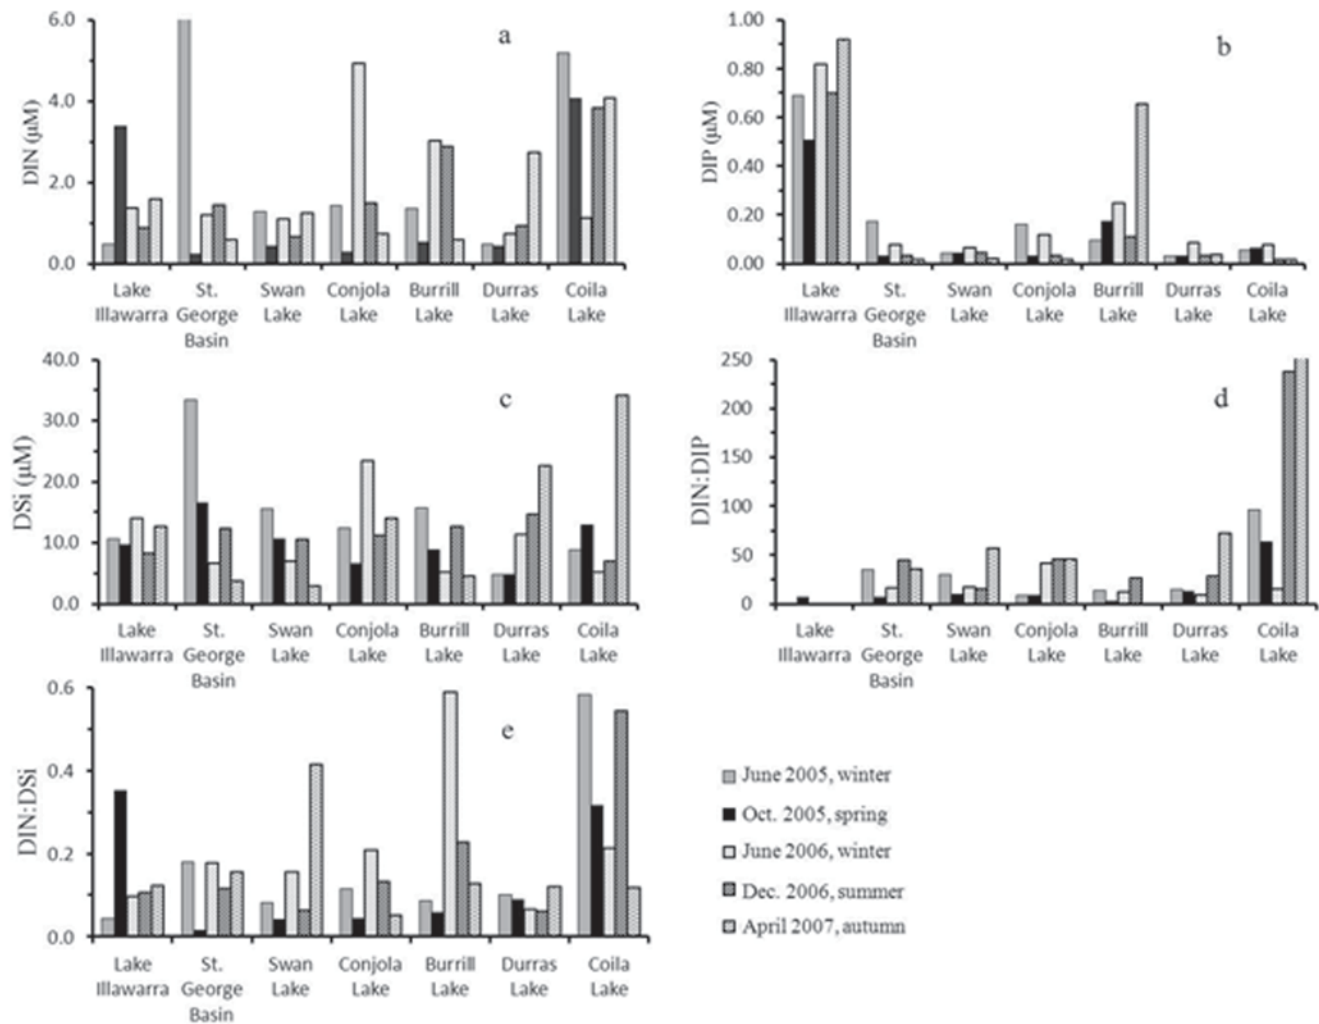 a
DIN (μM)
6.0
4.0
2.0
0.0
Lake St. Swan Conjola Burrill Durras Coila
Illawarra George Lake Lake Lake Lake Lake
Basin
b
DIP (μM)
1.00
0.80
0.60
0.40
0.20
0.00
Lake St. Swan Conjola Burrill Durras Coila
Illawarra George Lake Lake Lake Lake Lake
Basin
c
DSi (μM)
40.0
30.0
20.0
10.0
0.0
Lake St. Swan Conjola Burrill Durras Coila
Illawarra George Lake Lake Lake Lake Lake
Basin
d
DIN:DIP
250
200
150
100
50
0
Lake St. Swan Conjola Burrill Durras Coila
Illawarra George Lake Lake Lake Lake Lake
Basin
e
DIN:DSi
0.6
0.4
0.2
0.0
Lake St. Swan Conjola Burrill Durras Coila
Illawarra George Lake Lake Lake Lake Lake
Basin
June 2005, winter
Oct. 2005, spring
June 2006, winter
Dec. 2006, summer
April 2007, autumn